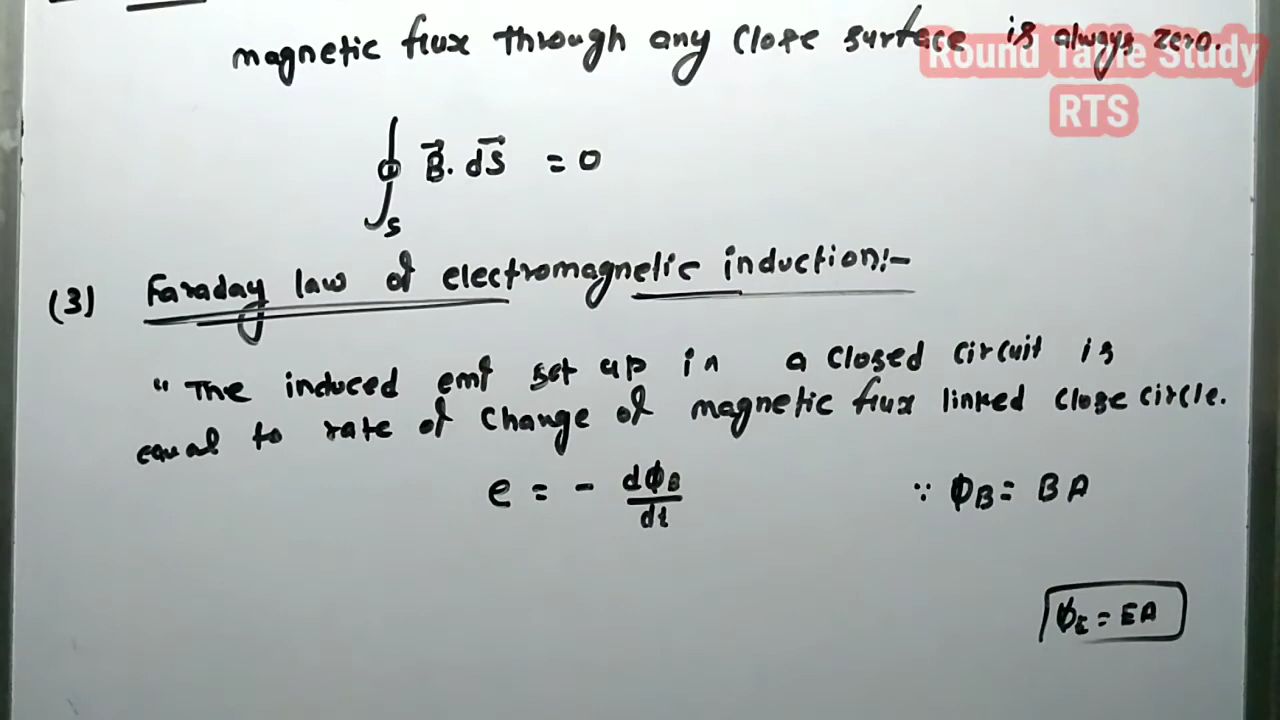 magnetic flux through any close surface is always zero.
Round Table Study
RTS
∮s B⃗. dS⃗ = 0
(3) Faraday law of electromagnetic induction:-
"The induced emf set up in a closed circuit is
equal to rate of change of magnetic flux linked close circle.
e = - dϕB/dt ∵ ϕB = BA
ϕE = EA